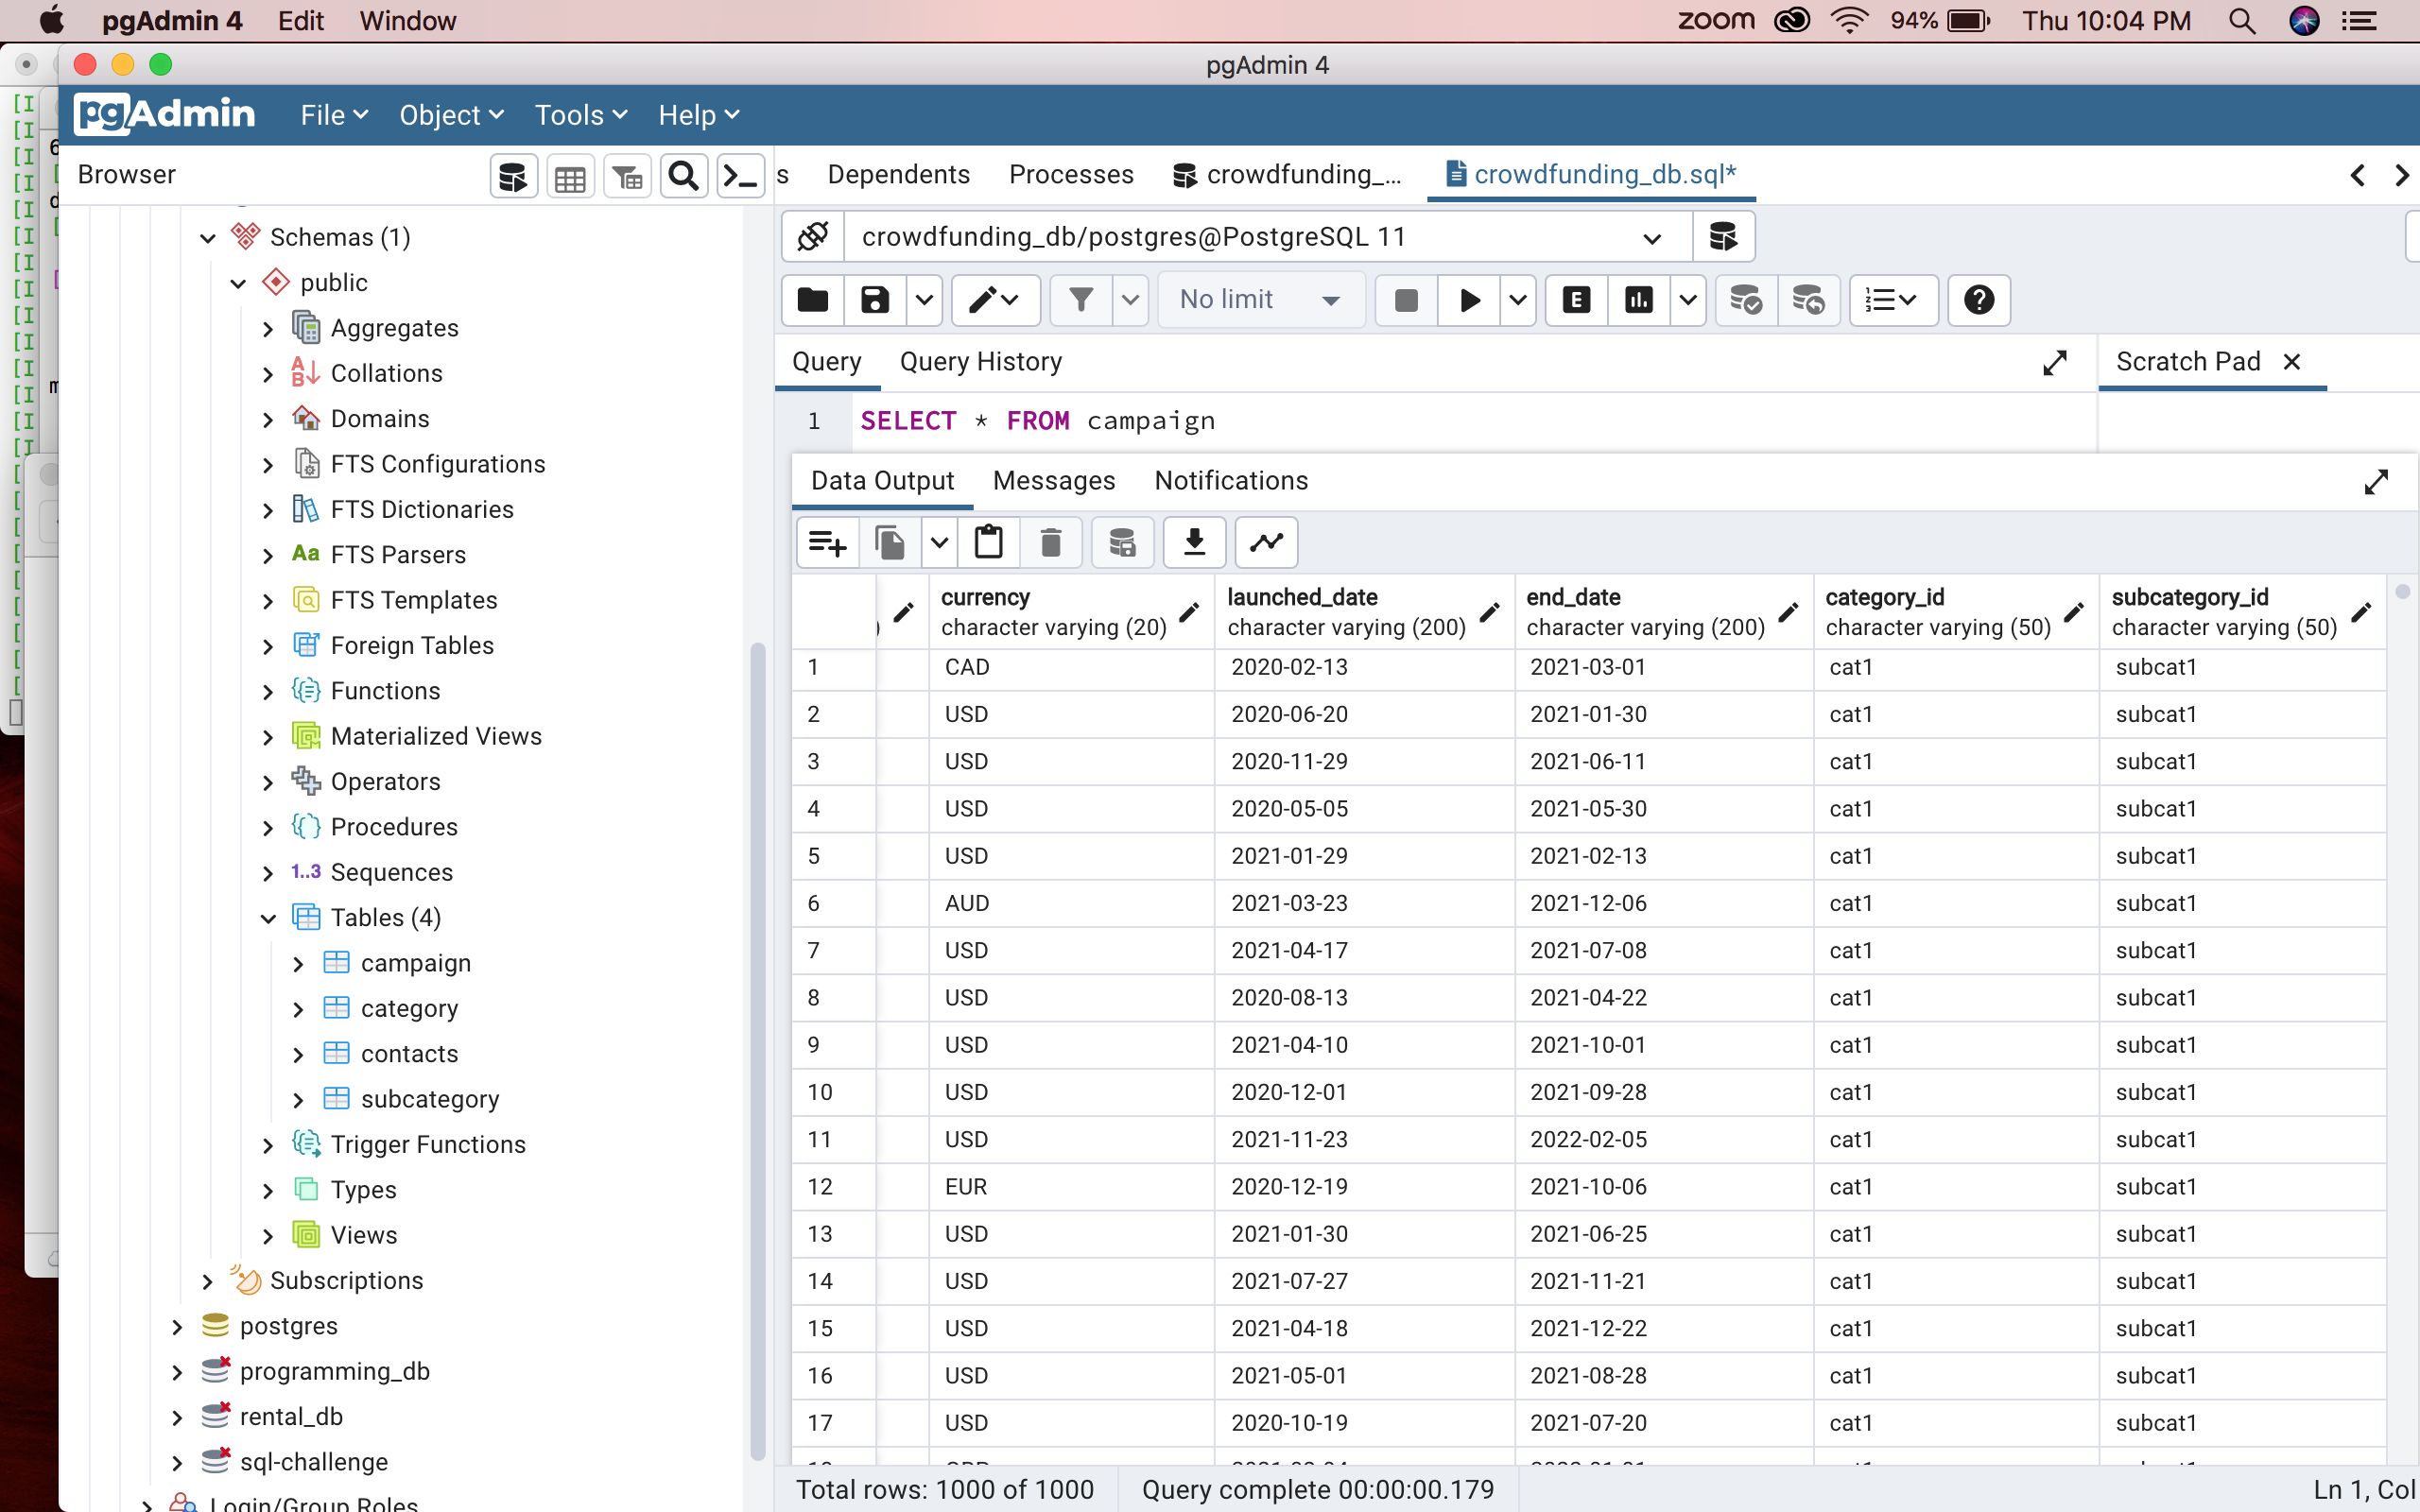 pgAdmin 4 Edit Window zoom 94% Thu 10:04 PM
pgAdmin 4
pgAdmin File Object Tools Help
Browser
s Dependents Processes crowdfunding_... crowdfunding_db.sql*
crowdfunding_db/postgres@PostgreSQL 11
No limit E
Query Query History Scratch Pad
1 SELECT * FROM campaign
Data Output Messages Notifications
Schemas (1)
public
Aggregates
Collations
Domains
FTS Configurations
FTS Dictionaries
Aa FTS Parsers
FTS Templates
Foreign Tables
Functions
Materialized Views
Operators
Procedures
1..3 Sequences
Tables (4)
campaign
category
contacts
subcategory
Trigger Functions
Types
Views
Subscriptions
postgres
programming_db
rental_db
sql-challenge
Login/Group Roles
currency launched_date end_date category_id subcategory_id
) character varying (20) character varying (200) character varying (200) character varying (50) character varying (50)
1 CAD 2020-02-13 2021-03-01 cat1 subcat1
2 USD 2020-06-20 2021-01-30 cat1 subcat1
3 USD 2020-11-29 2021-06-11 cat1 subcat1
4 USD 2020-05-05 2021-05-30 cat1 subcat1
5 USD 2021-01-29 2021-02-13 cat1 subcat1
6 AUD 2021-03-23 2021-12-06 cat1 subcat1
7 USD 2021-04-17 2021-07-08 cat1 subcat1
8 USD 2020-08-13 2021-04-22 cat1 subcat1
9 USD 2021-04-10 2021-10-01 cat1 subcat1
10 USD 2020-12-01 2021-09-28 cat1 subcat1
11 USD 2021-11-23 2022-02-05 cat1 subcat1
12 EUR 2020-12-19 2021-10-06 cat1 subcat1
13 USD 2021-01-30 2021-06-25 cat1 subcat1
14 USD 2021-07-27 2021-11-21 cat1 subcat1
15 USD 2021-04-18 2021-12-22 cat1 subcat1
16 USD 2021-05-01 2021-08-28 cat1 subcat1
17 USD 2020-10-19 2021-07-20 cat1 subcat1
Total rows: 1000 of 1000 Query complete 00:00:00.179 Ln 1, Col